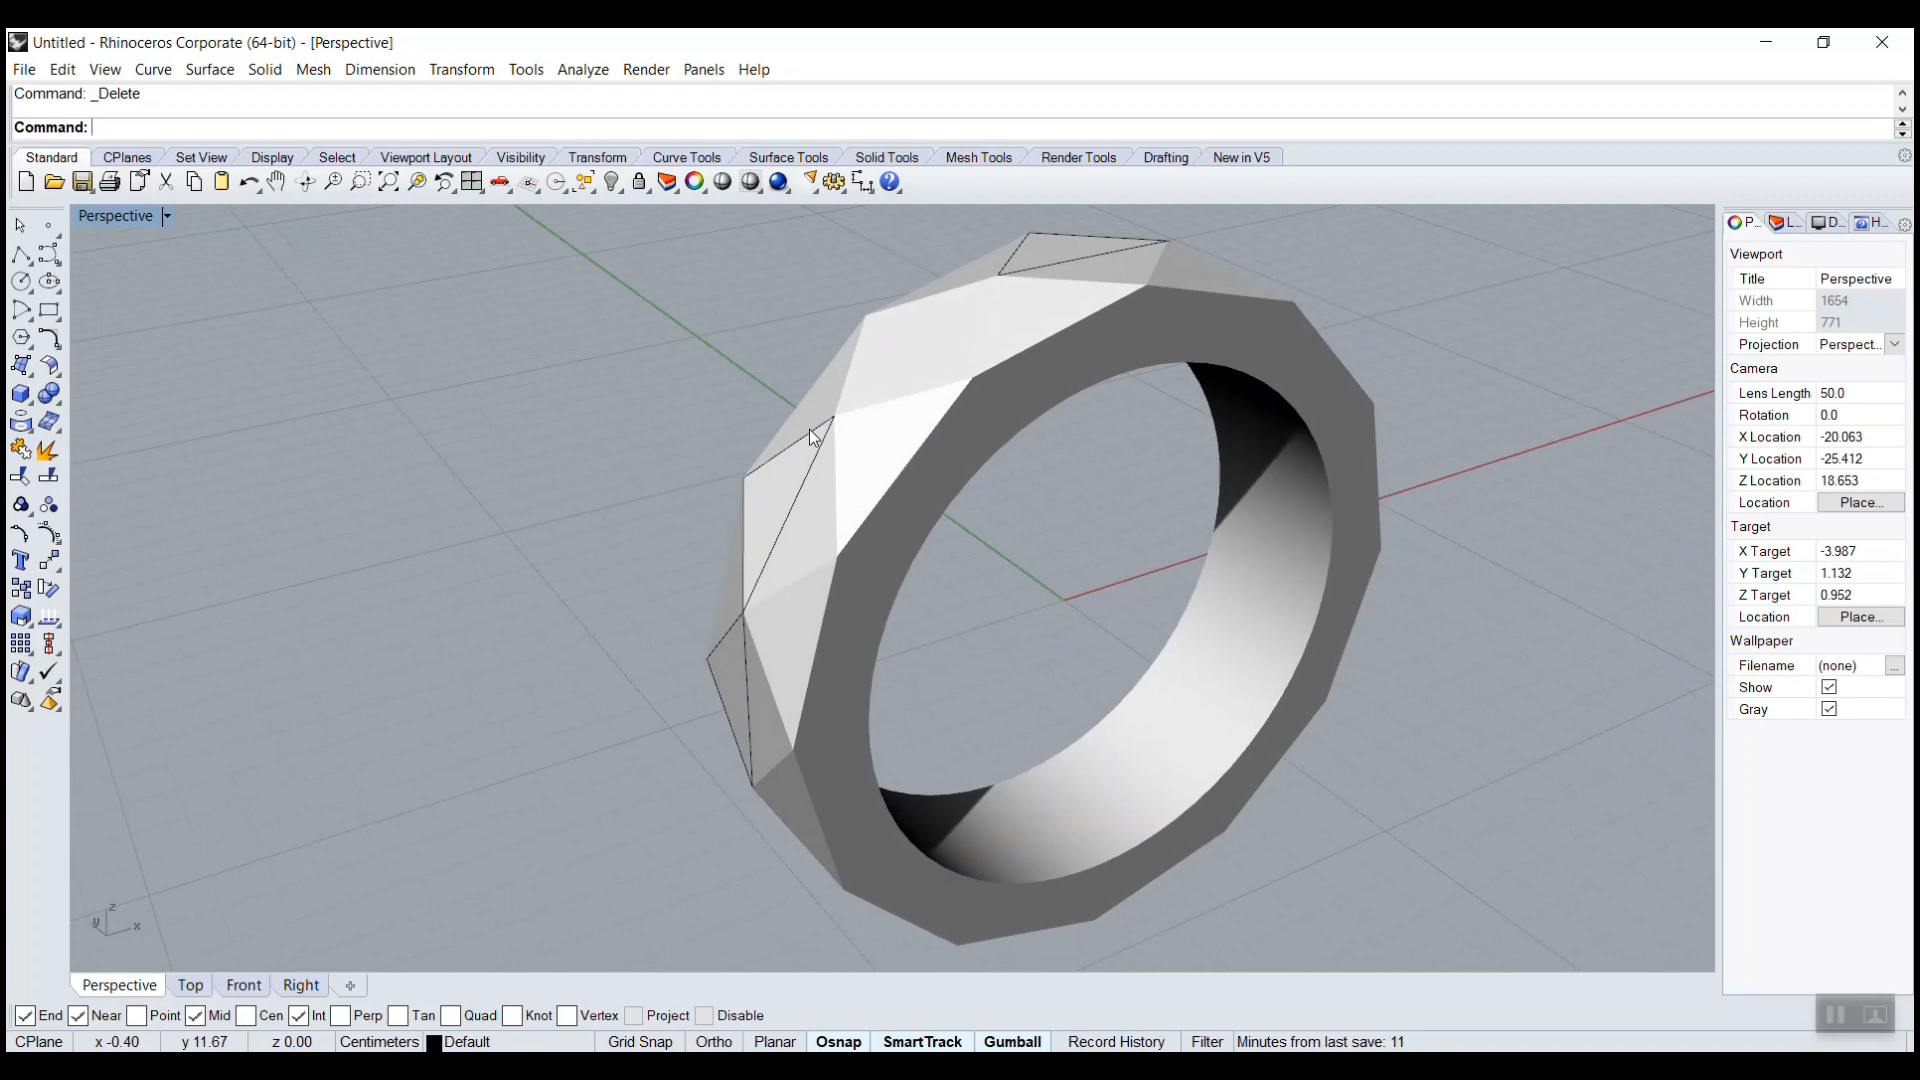 Untitled - Rhinoceros Corporate (64-bit) - [Perspective]
File Edit View Curve Surface Solid Mesh Dimension Transform Tools Analyze Render Panels Help
Command: _Delete
Command:
Standard CPlanes Set View Display Select Viewport Layout Visibility Transform Curve Tools Surface Tools Solid Tools Mesh Tools Render Tools Drafting New in V5
Perspective
P... L... D... H...
Viewport
Title Perspective
Width 1654
Height 771
Projection Perspect...
Camera
Lens Length 50.0
Rotation 0.0
X Location -20.063
Y Location -25.412
Z Location 18.653
Location Place...
Target
X Target -3.987
Y Target 1.132
Z Target 0.952
Location Place...
Wallpaper
Filename (none) ...
Show
Gray
z
y x
Perspective Top Front Right
End Near Point Mid Cen Int Perp Tan Quad Knot Vertex Project Disable
CPlane x -0.40 y 11.67 z 0.00 Centimeters Default Grid Snap Ortho Planar Osnap SmartTrack Gumball Record History Filter Minutes from last save: 11